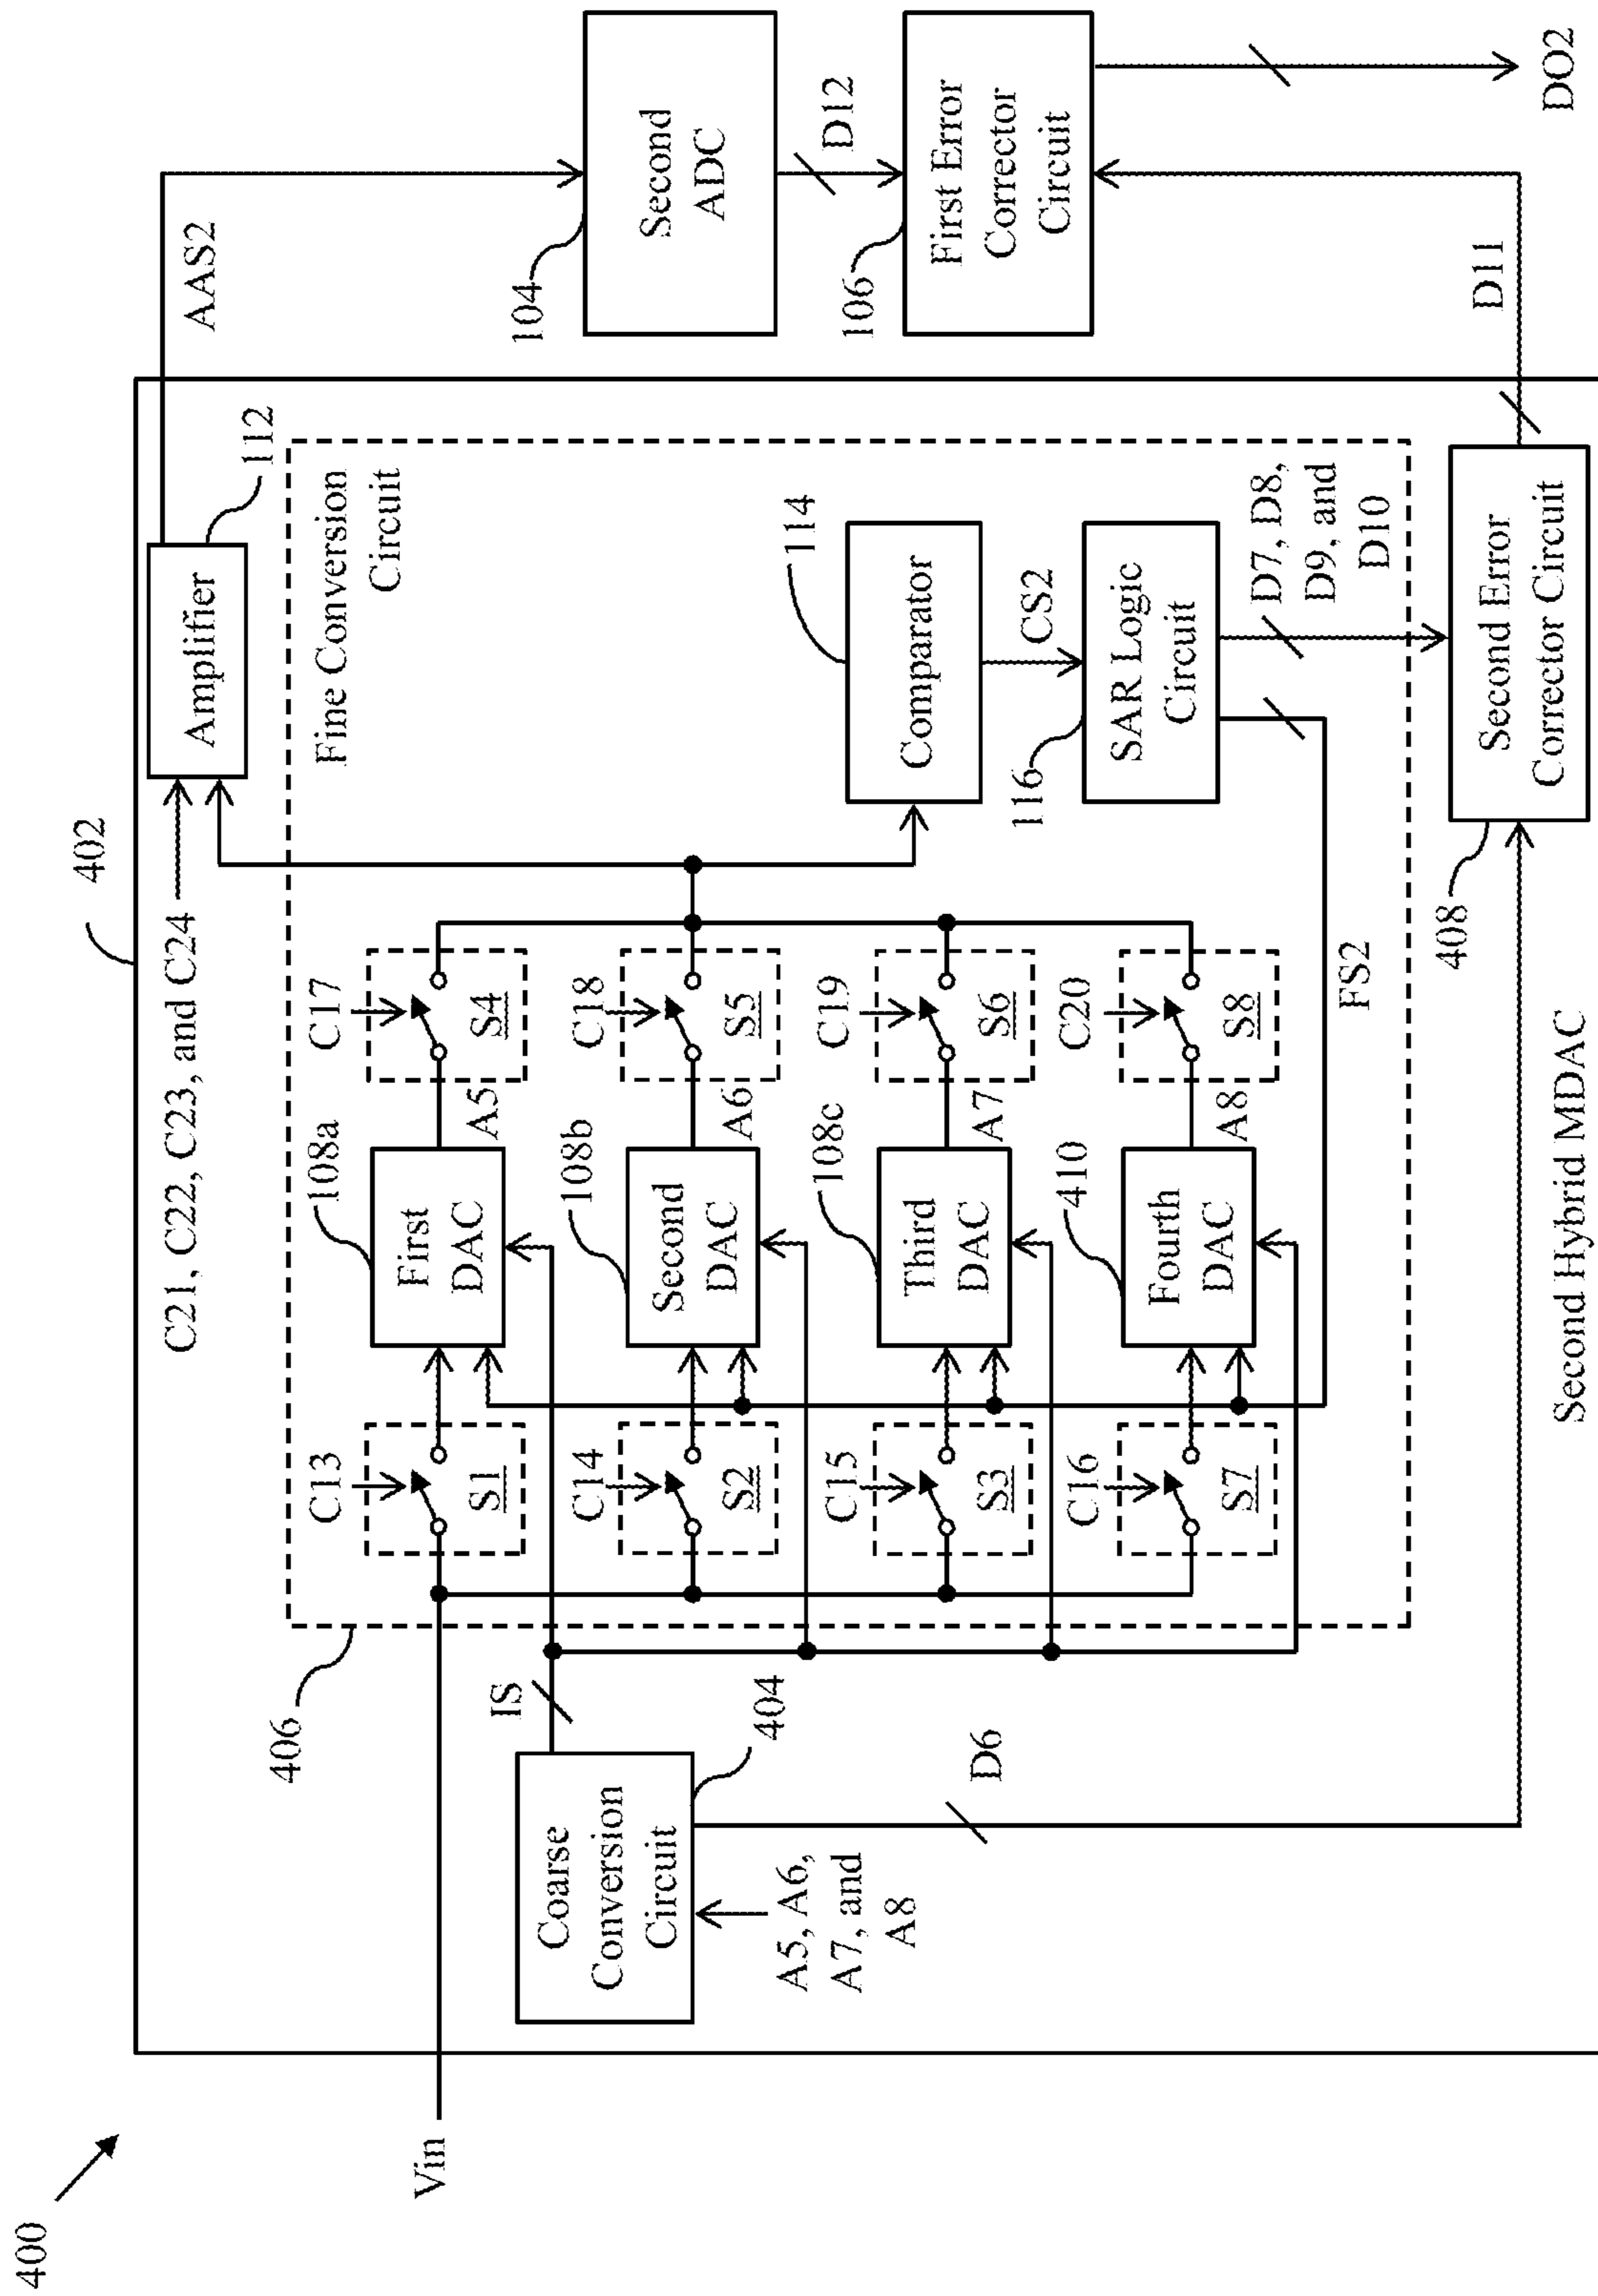 400
402
C21, C22, C23, and C24
Amplifier
112
AAS2
Fine Conversion
Circuit
406
Vin
C13
S1
108a
First
DAC
A5
C17
S4
C14
S2
108b
Second
DAC
A6
C18
S5
C15
S3
108c
Third
DAC
A7
C19
S6
C16
S7
410
Fourth
DAC
A8
C20
S8
IS
Coarse
Conversion
Circuit
404
A5, A6,
A7, and
A8
D6
114
Comparator
CS2
116
SAR Logic
Circuit
D7, D8,
D9, and
D10
FS2
408
Second Error
Corrector Circuit
Second Hybrid MDAC
104
Second
ADC
D12
106
First Error
Corrector
Circuit
D11
DO2